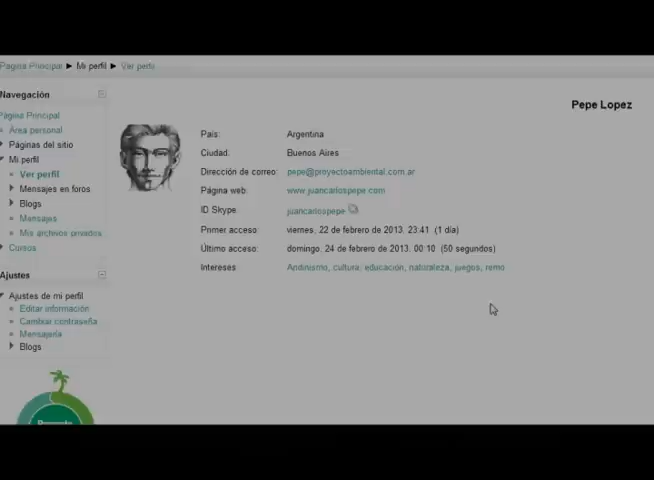 Página Principal ▶ Mi perfil ▶ Ver perfil
Navegación
Página Principal
Área personal
Páginas del sitio
Mi perfil
Ver perfil
Mensajes en foros
Blogs
Mensajes
Mis archivos privados
Cursos
Ajustes
Ajustes de mi perfil
Editar información
Cambiar contraseña
Mensajería
Blogs
Pepe Lopez
País: Argentina
Ciudad: Buenos Aires
Dirección de correo: pepe@proyectoambiental.com.ar
Página web: www.juancarlospepe.com
ID Skype: juancarlospepe
Primer acceso: viernes, 22 de febrero de 2013, 23:41 (1 día)
Último acceso: domingo, 24 de febrero de 2013, 00:10 (50 segundos)
Intereses: Andinismo, cultura, educación, naturaleza, juegos, remo